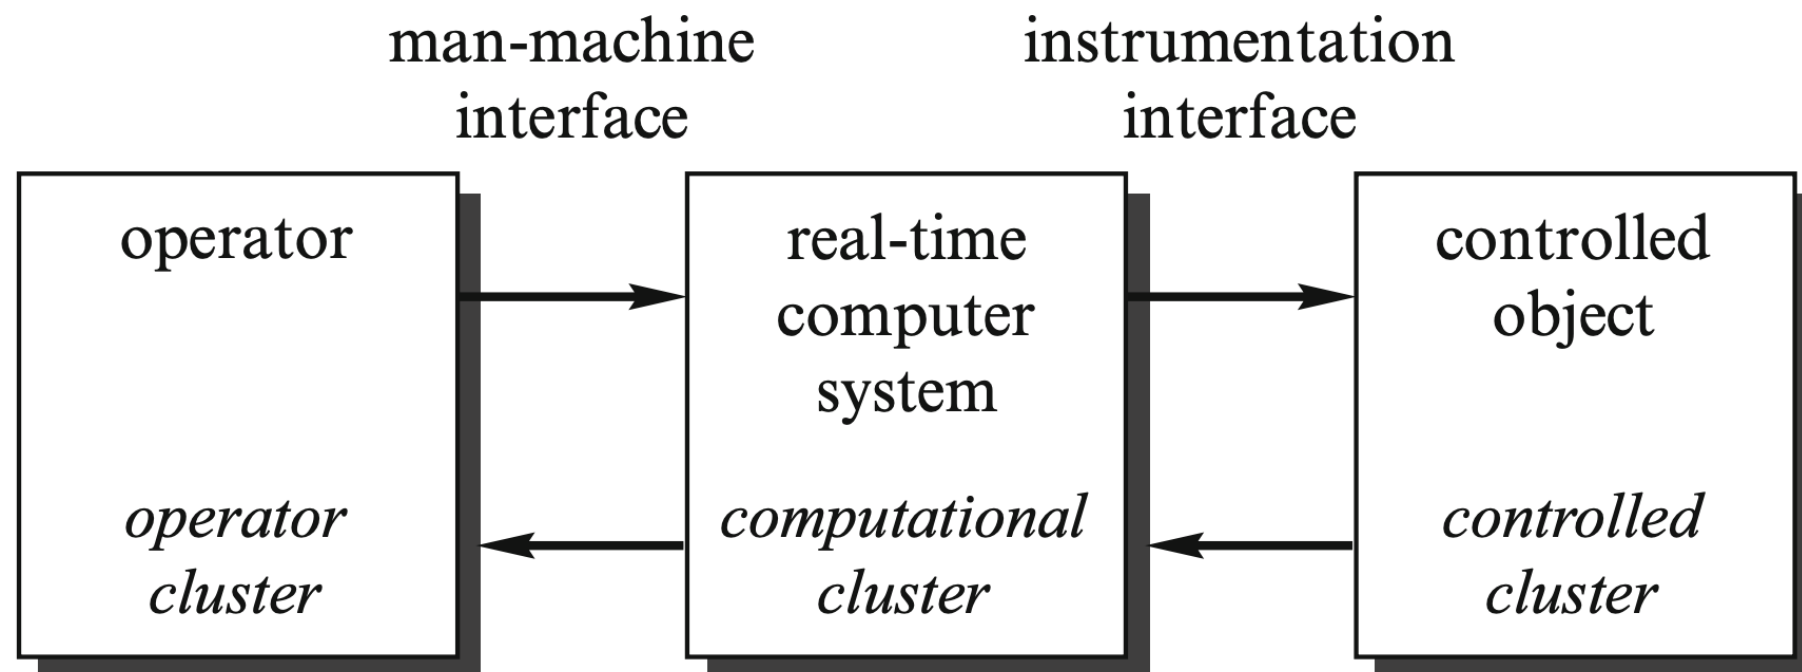 man-machine
interface
instrumentation
interface
operator
operator
cluster
real-time
computer
system
computational
cluster
controlled
object
controlled
cluster